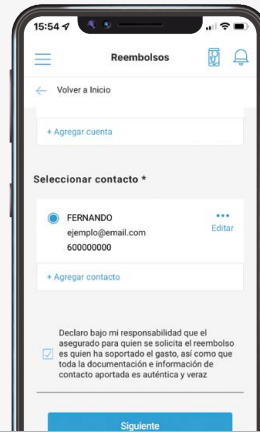 15:54
Reembolsos
Volver a Inicio
+ Agregar cuenta
Seleccionar contacto *
FERNANDO
ejemplo@email.com
600000000
Editar
+ Agregar contacto
Declaro bajo mi responsabilidad que el
asegurado para quien se solicita el reembolso
es quien ha soportado el gasto, así como que
toda la documentación e información de
contacto aportada es auténtica y veraz
Siguiente